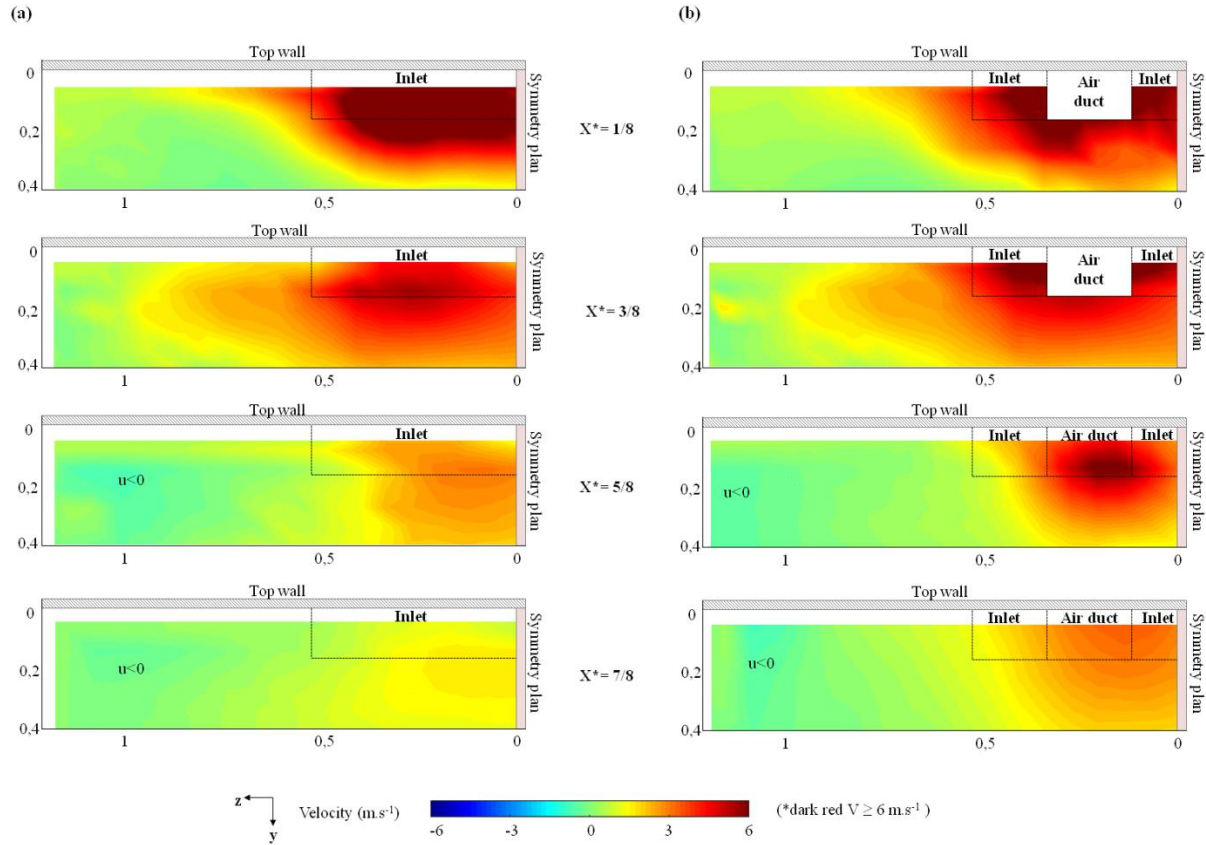 (a)
(b)
Top wall
Top wall
0
Inlet
Symmetry plan
0
Inlet
Air duct
Inlet
Symmetry plan
0,2
X*= 1/8
0,2
0,4
0,4
1
0,5
0
1
0,5
0
Top wall
Top wall
0
Inlet
Symmetry plan
0
Inlet
Air duct
Inlet
Symmetry plan
0,2
X*= 3/8
0,2
0,4
0,4
1
0,5
0
1
0,5
0
Top wall
Top wall
0
Inlet
Symmetry plan
0
Inlet
Air duct
Inlet
Symmetry plan
u<0
0,2
X*= 5/8
u<0
0,2
0,4
0,4
1
0,5
0
1
0,5
0
Top wall
Top wall
0
Inlet
Symmetry plan
0
Inlet
Air duct
Inlet
Symmetry plan
u<0
0,2
X*= 7/8
u<0
0,2
0,4
0,4
1
0,5
0
1
0,5
0
z
y
Velocity (m.s-1)
-6
-3
0
3
6
(*dark red V ≥ 6 m.s-1 )